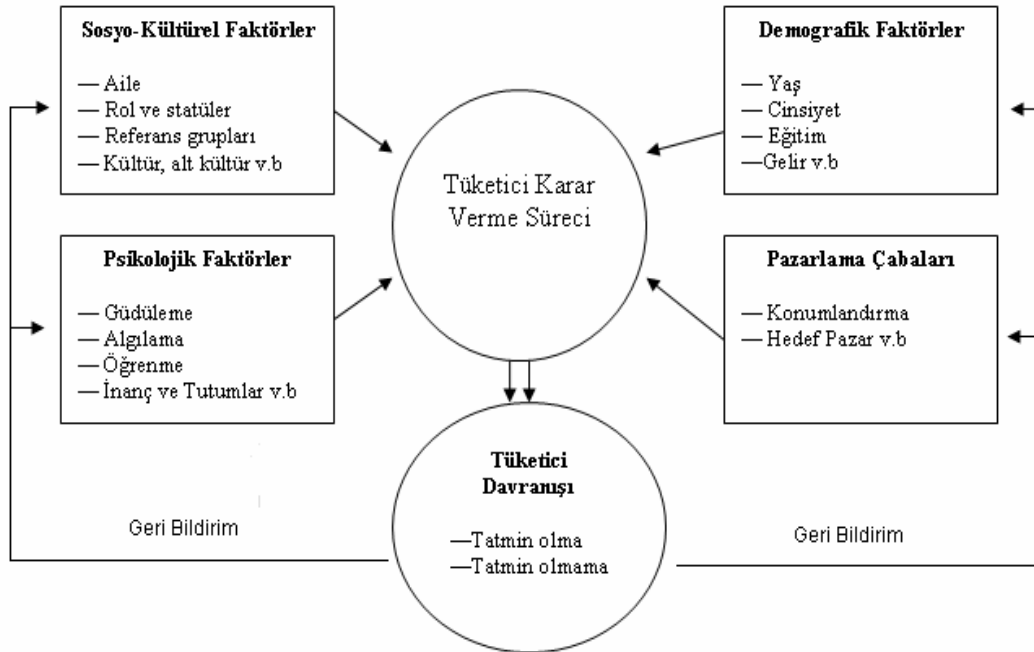 Sosyo-Kültürel Faktörler
— Aile
— Rol ve statüler
— Referans grupları
— Kültür, alt kültür v.b
Demografik Faktörler
— Yaş
— Cinsiyet
— Eğitim
—Gelir v.b
Tüketici Karar
Verme Süreci
Psikolojik Faktörler
— Güdüleme
— Algılama
— Öğrenme
— İnanç ve Tutumlar v.b
Pazarlama Çabaları
— Konumlandırma
— Hedef Pazar v.b
Tüketici
Davranışı
—Tatmin olma
—Tatmin olmama
Geri Bildirim
Geri Bildirim